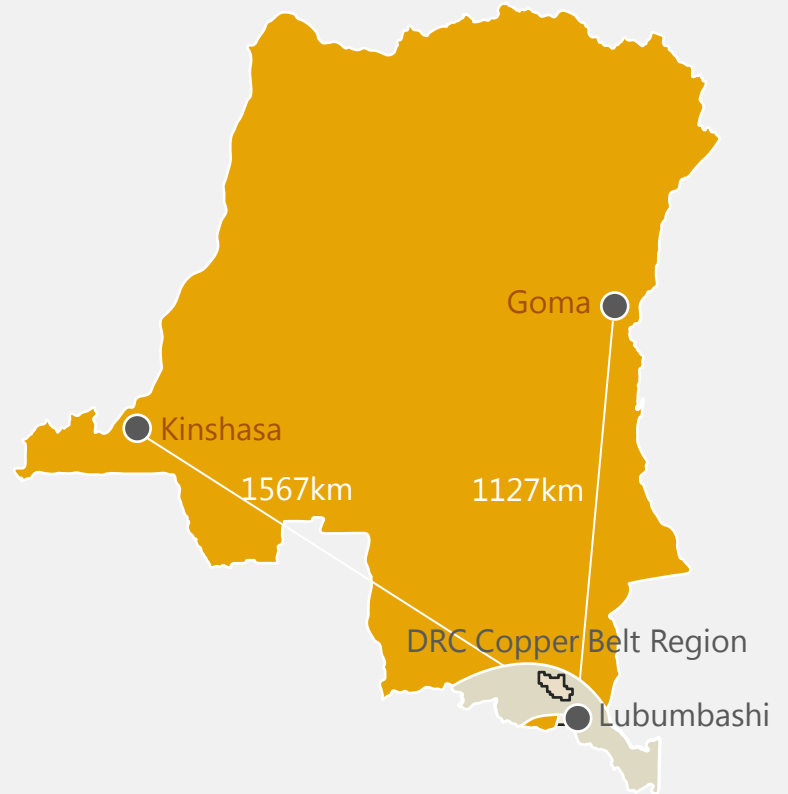 Goma
Kinshasa
1567km
1127km
DRC Copper Belt Region
Lubumbashi